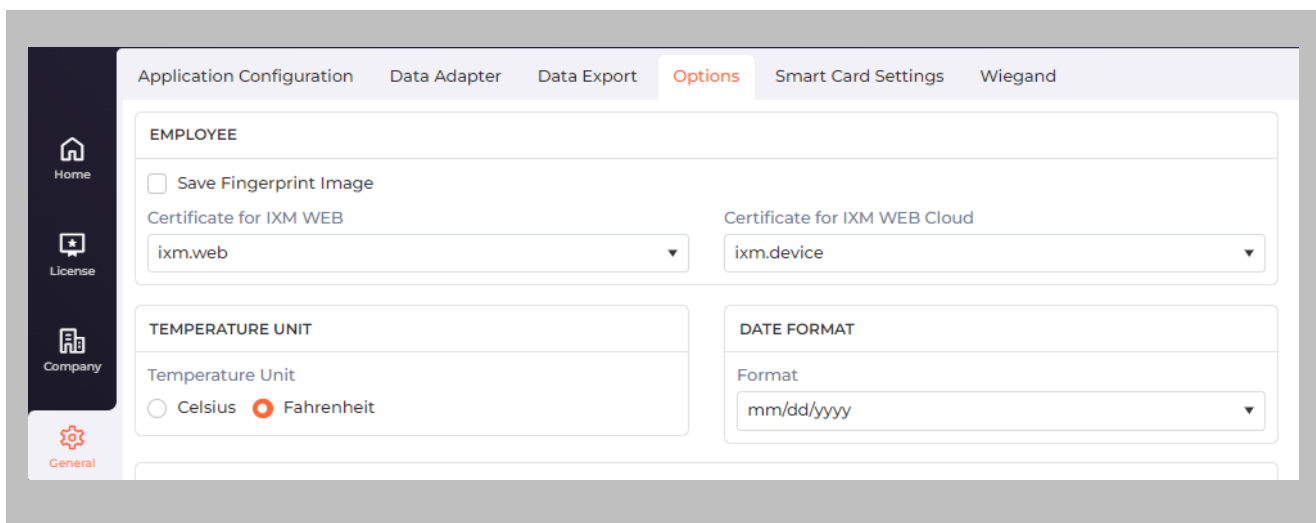 Application Configuration Data Adapter Data Export Options Smart Card Settings Wiegand
Home
License
Company
General
EMPLOYEE
Save Fingerprint Image
Certificate for IXM WEB Certificate for IXM WEB Cloud
ixm.web ixm.device
TEMPERATURE UNIT DATE FORMAT
Temperature Unit Format
Celsius Fahrenheit mm/dd/yyyy